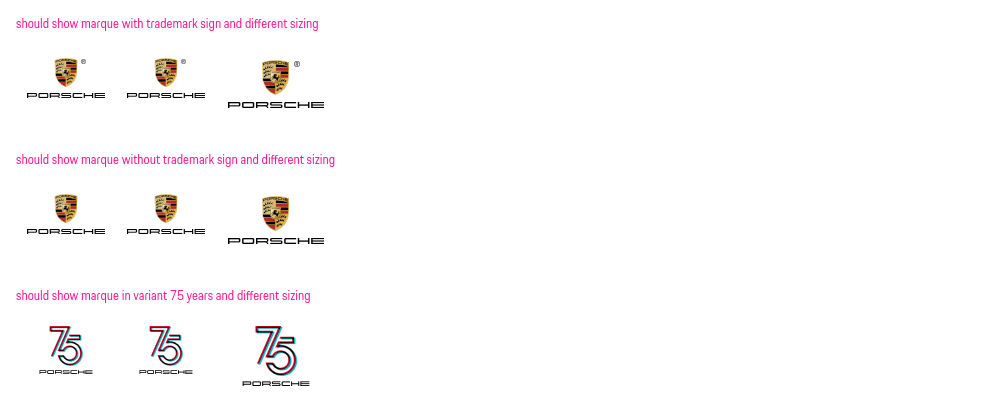 should show marque with trademark sign and different sizing
® ® ®
PORSCHE PORSCHE PORSCHE
should show marque without trademark sign and different sizing
PORSCHE PORSCHE PORSCHE
should show marque in variant 75 years and different sizing
75 75 75
PORSCHE PORSCHE PORSCHE